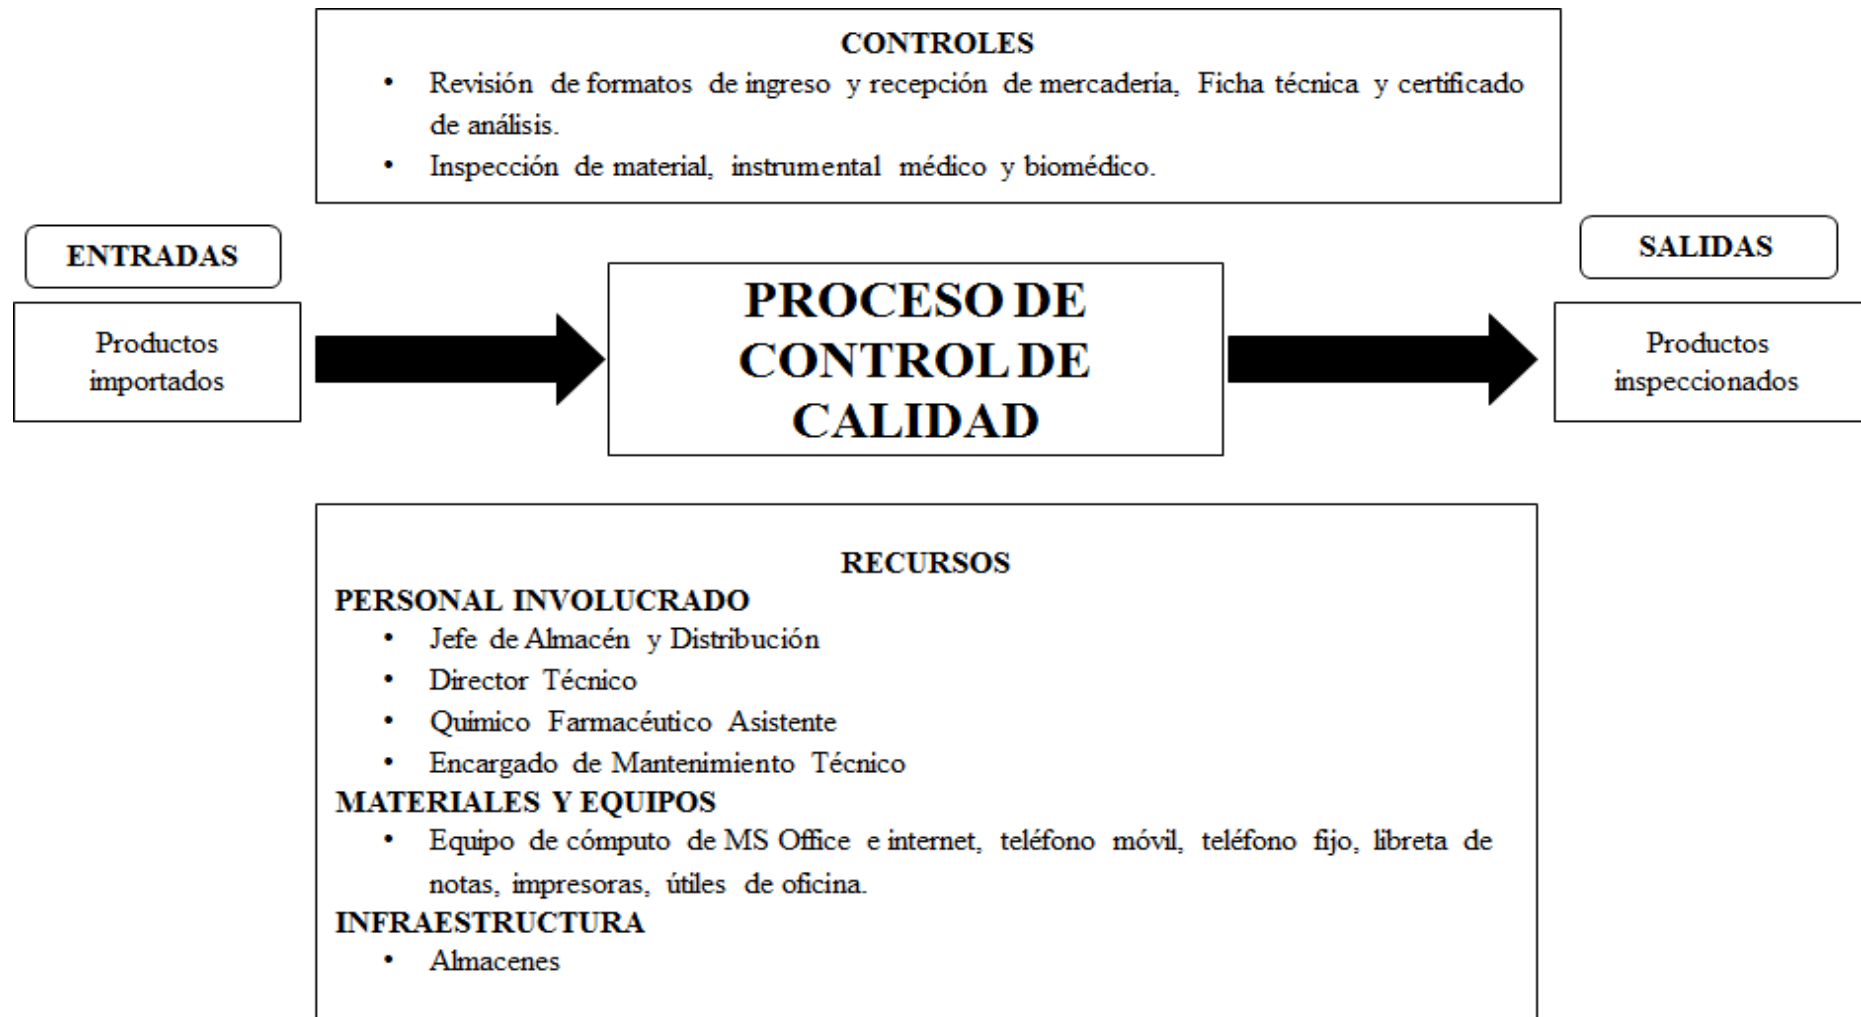 CONTROLES
• Revisión de formatos de ingreso y recepción de mercadería, Ficha técnica y certificado
de análisis.
• Inspección de material, instrumental médico y biomédico.
ENTRADAS
Productos
importados
PROCESO DE
CONTROL DE
CALIDAD
SALIDAS
Productos
inspeccionados
RECURSOS
PERSONAL INVOLUCRADO
• Jefe de Almacén y Distribución
• Director Técnico
• Químico Farmacéutico Asistente
• Encargado de Mantenimiento Técnico
MATERIALES Y EQUIPOS
• Equipo de cómputo de MS Office e internet, teléfono móvil, teléfono fijo, libreta de
notas, impresoras, útiles de oficina.
INFRAESTRUCTURA
• Almacenes